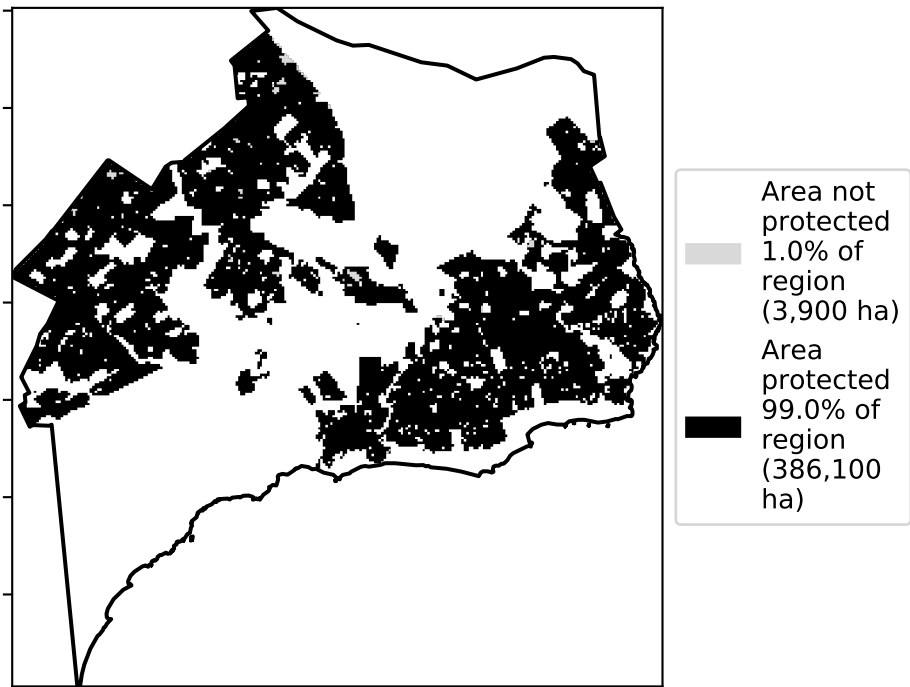 Area not
protected
1.0% of
region
(3,900 ha)
Area
protected
99.0% of
region
(386,100
ha)